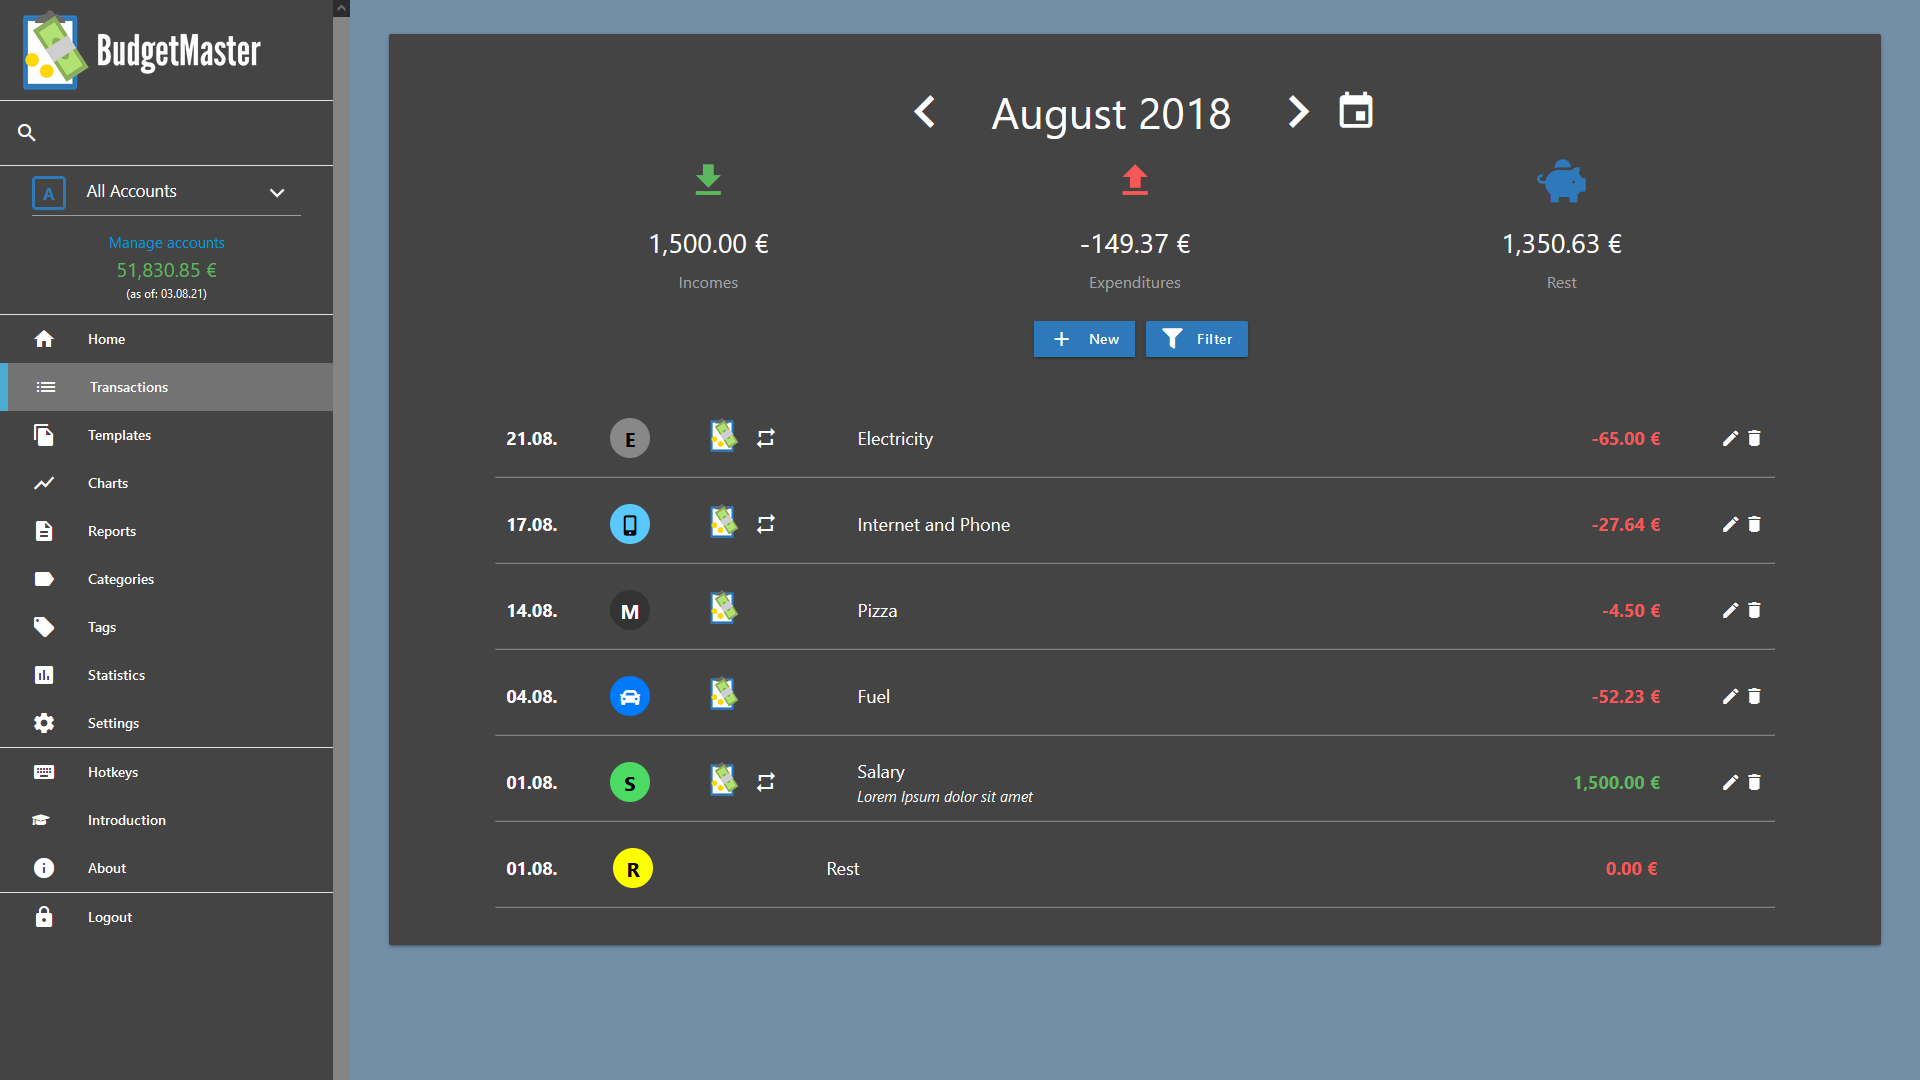 BudgetMaster
A All Accounts
Manage accounts
51,830.85 €
(as of: 03.08.21)
Home
Transactions
Templates
Charts
Reports
Categories
Tags
Statistics
Settings
Hotkeys
Introduction
About
Logout
August 2018
1,500.00 € -149.37 € 1,350.63 €
Incomes Expenditures Rest
New Filter
21.08. E Electricity -65.00 €
17.08. Internet and Phone -27.64 €
14.08. M Pizza -4.50 €
04.08. Fuel -52.23 €
01.08. S Salary 1,500.00 €
Lorem Ipsum dolor sit amet
01.08. R Rest 0.00 €